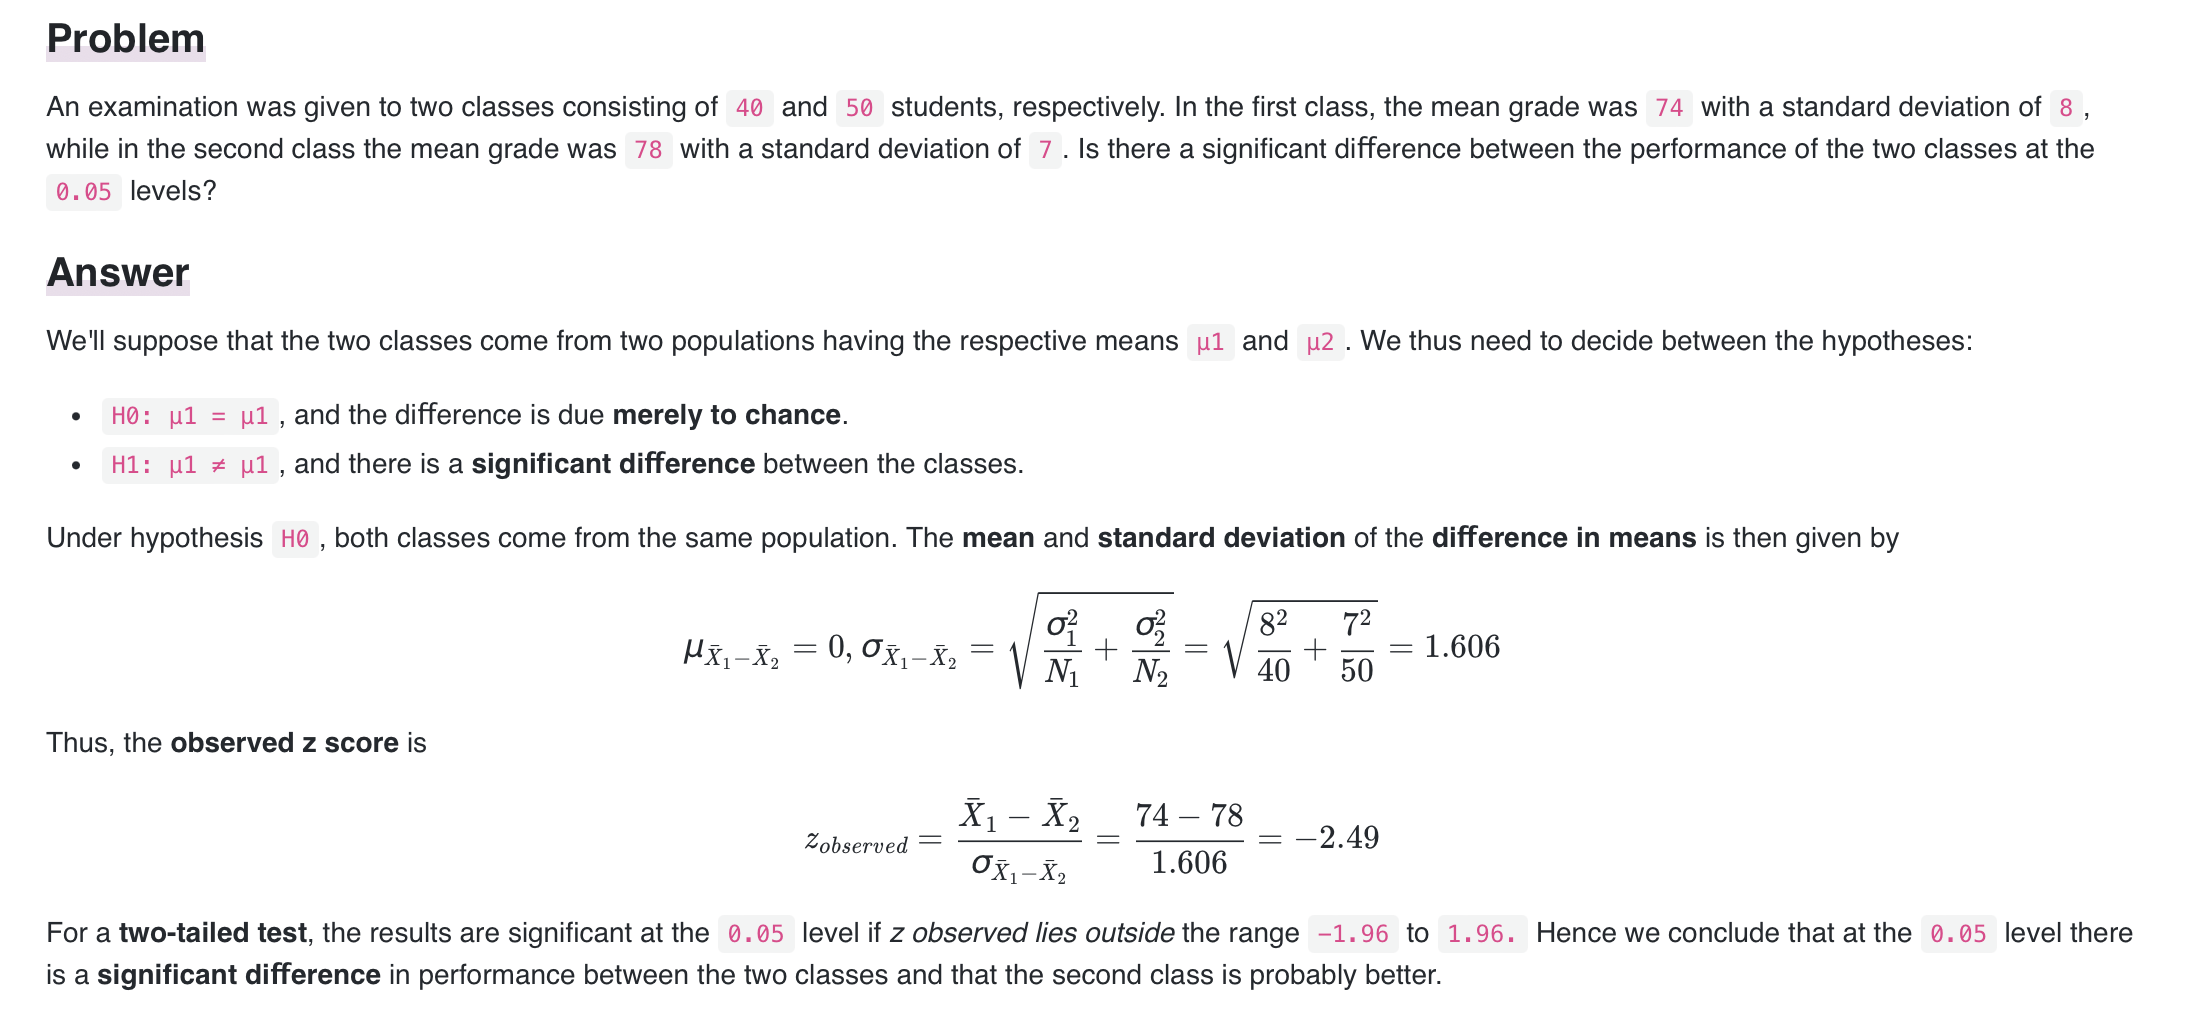 Problem
An examination was given to two classes consisting of 40 and 50 students, respectively. In the first class, the mean grade was 74 with a standard deviation of 8 ,
while in the second class the mean grade was 78 with a standard deviation of 7 . Is there a significant difference between the performance of the two classes at the
0.05 levels?
Answer
We'll suppose that the two classes come from two populations having the respective means μ1 and μ2 . We thus need to decide between the hypotheses:
• H0: μ1 = μ1 , and the difference is due merely to chance.
• H1: μ1 ≠ μ1 , and there is a significant difference between the classes.
Under hypothesis H0 , both classes come from the same population. The mean and standard deviation of the difference in means is then given by
$\mu_{\bar{X}_1-\bar{X}_2} = 0, \sigma_{\bar{X}_1-\bar{X}_2} = \sqrt{\frac{\sigma_1^2}{N_1} + \frac{\sigma_2^2}{N_2}} = \sqrt{\frac{8^2}{40} + \frac{7^2}{50}} = 1.606$
Thus, the observed z score is
$z_{observed} = \frac{\bar{X}_1 - \bar{X}_2}{\sigma_{\bar{X}_1-\bar{X}_2}} = \frac{74 - 78}{1.606} = -2.49$
For a two-tailed test, the results are significant at the 0.05 level if z observed lies outside the range -1.96 to 1.96. Hence we conclude that at the 0.05 level there
is a significant difference in performance between the two classes and that the second class is probably better.